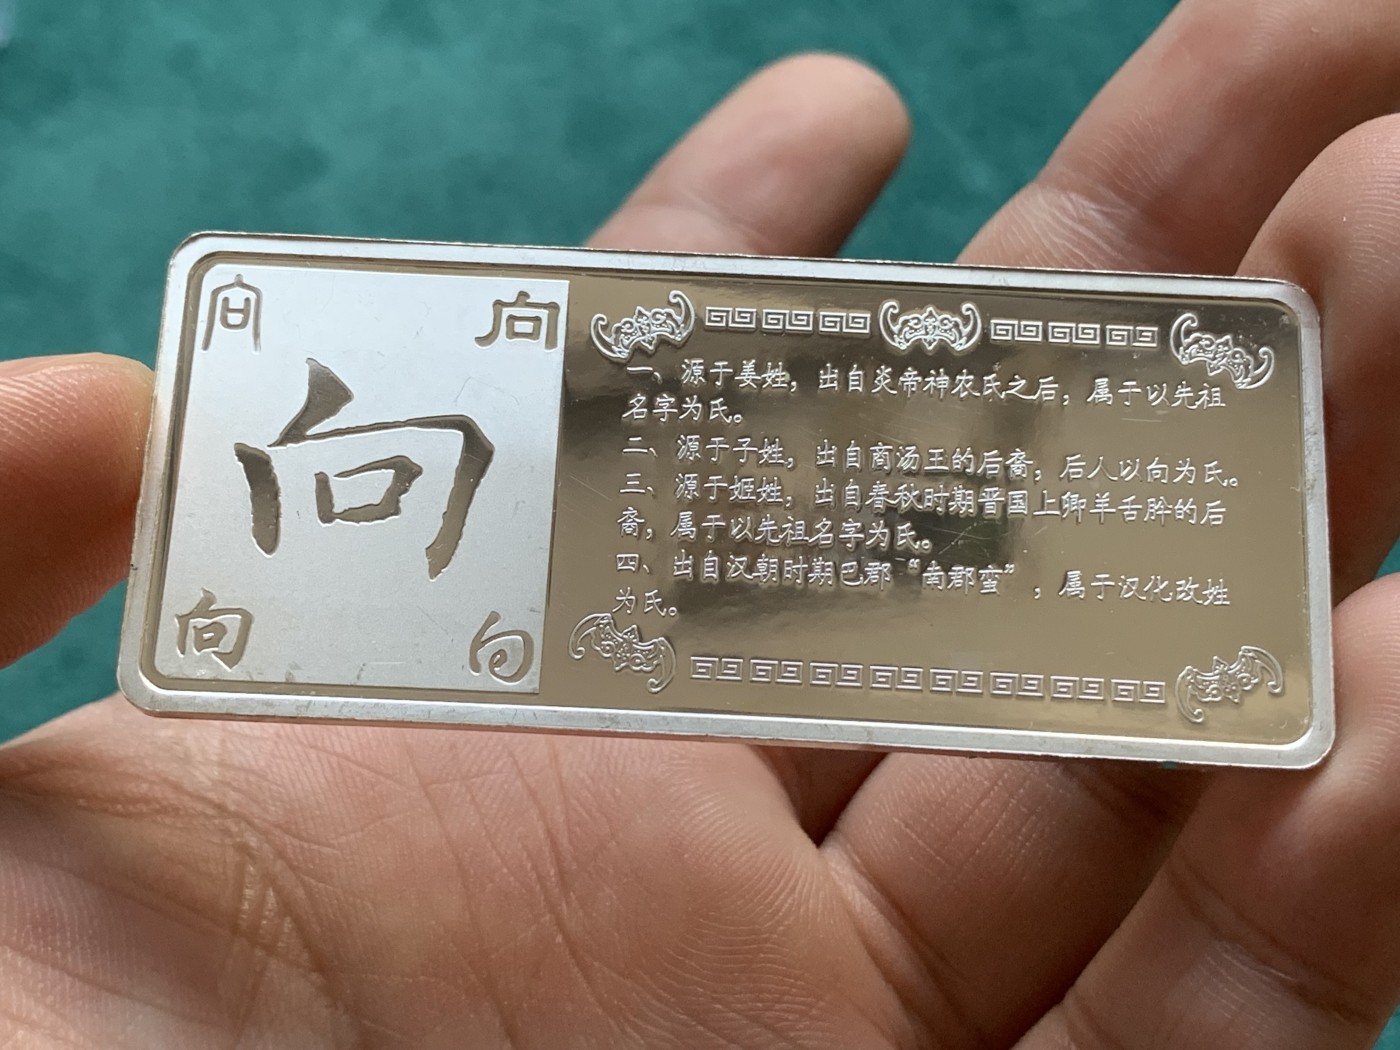 向
向
向
向
向
一、源于姜姓，出自炎帝神农氏之后，属于以先祖
名字为氏。
二、源于子姓，出自商汤王的后裔，后人以向为氏。
三、源于姬姓，出自春秋时期晋国上卿羊舌肸的后
裔，属于以先祖名字为氏。
四、出自汉朝时期巴郡“南郡蛮”，属于汉化改姓
为氏。